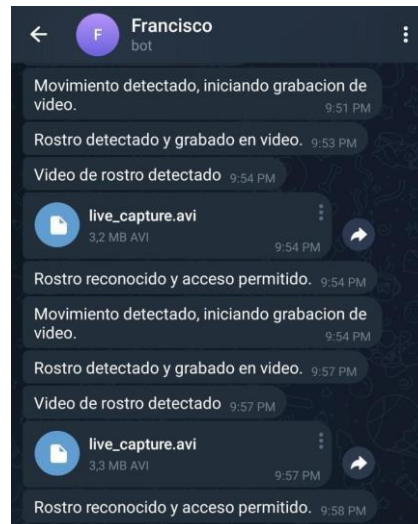 Francisco
F
bot
Movimiento detectado, iniciando grabacion de
video.
9:51 PM
Rostro detectado y grabado en video. 9:53 PM
Video de rostro detectado 9:54 PM
live_capture.avi
3,2 MB AVI
9:54 PM
Rostro reconocido y acceso permitido. 9:54 PM
Movimiento detectado, iniciando grabacion de
video.
9:54 PM
Rostro detectado y grabado en video. 9:57 PM
Video de rostro detectado 9:57 PM
live_capture.avi
3,3 MB AVI
9:57 PM
Rostro reconocido y acceso permitido. 9:58 PM